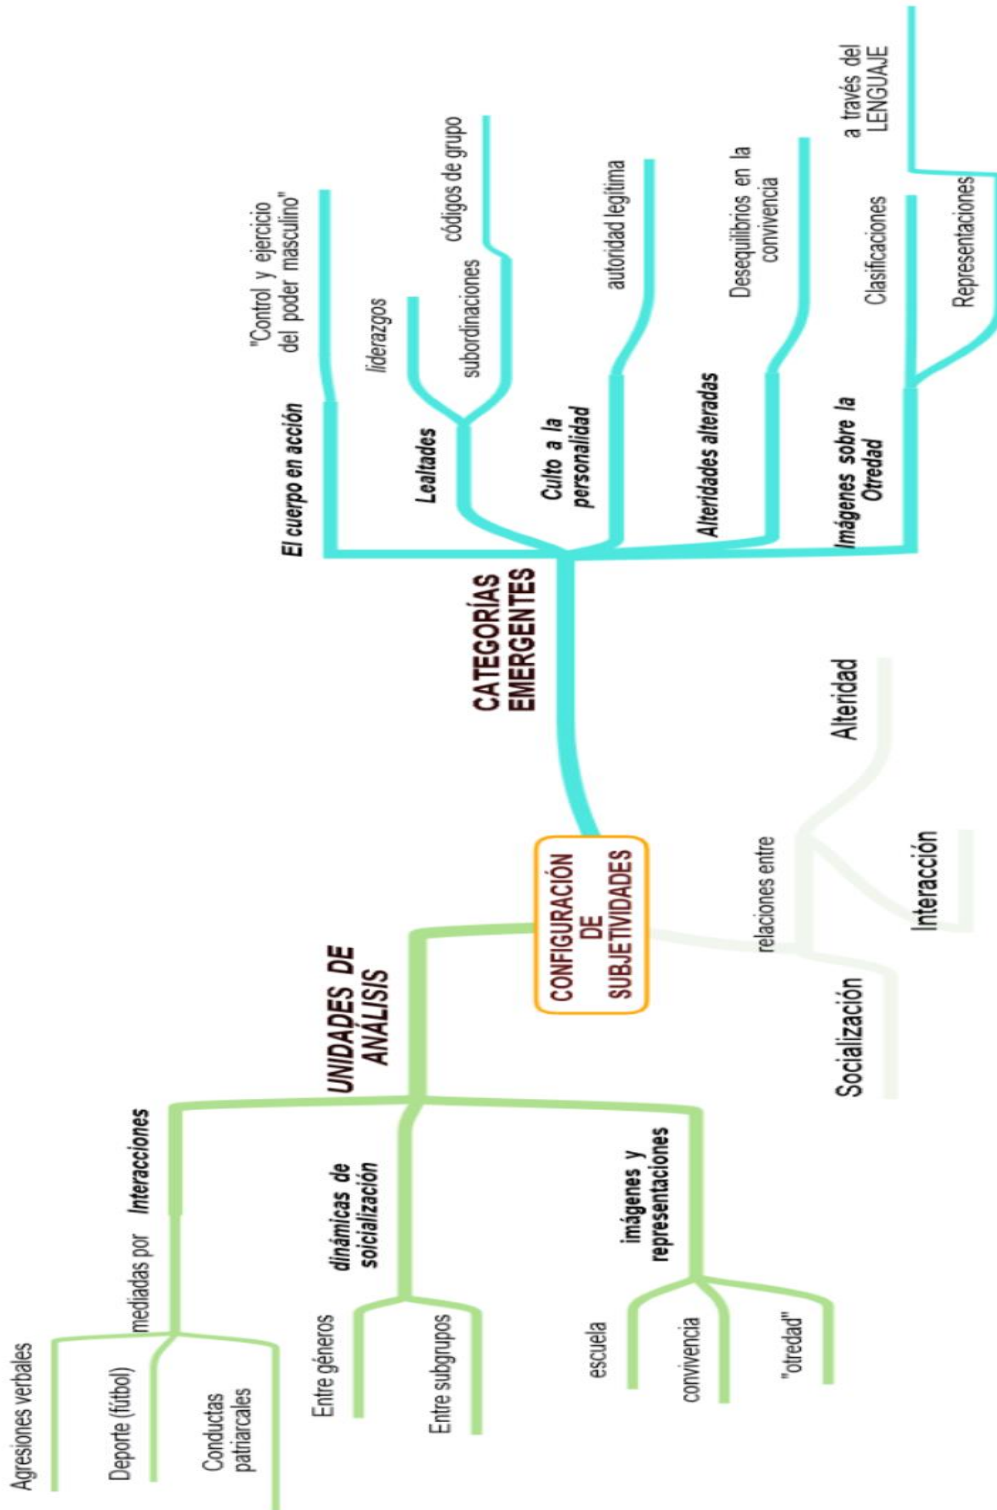 Agresiones verbales
Deporte (fútbol)
Conductas
patriarcales
mediadas por
Interacciones
Entre géneros
Entre subgrupos
dinámicas de
soicialización
escuela
convivencia
"otredad"
imágenes y
representaciones
UNIDADES DE
ANÁLISIS
CONFIGURACIÓN
DE
SUBJETIVIDADES
relaciones entre
Socialización
Interacción
Alteridad
CATEGORÍAS
EMERGENTES
El cuerpo en acción
"Control y ejercicio
del poder masculino"
Lealtades
liderazgos
subordinaciones
códigos de grupo
Culto a la
personalidad
autoridad legítima
Alteridades alteradas
Desequilibrios en la
convivencia
Imágenes sobre la
Otredad
Clasificaciones
Representaciones
a través del
LENGUAJE